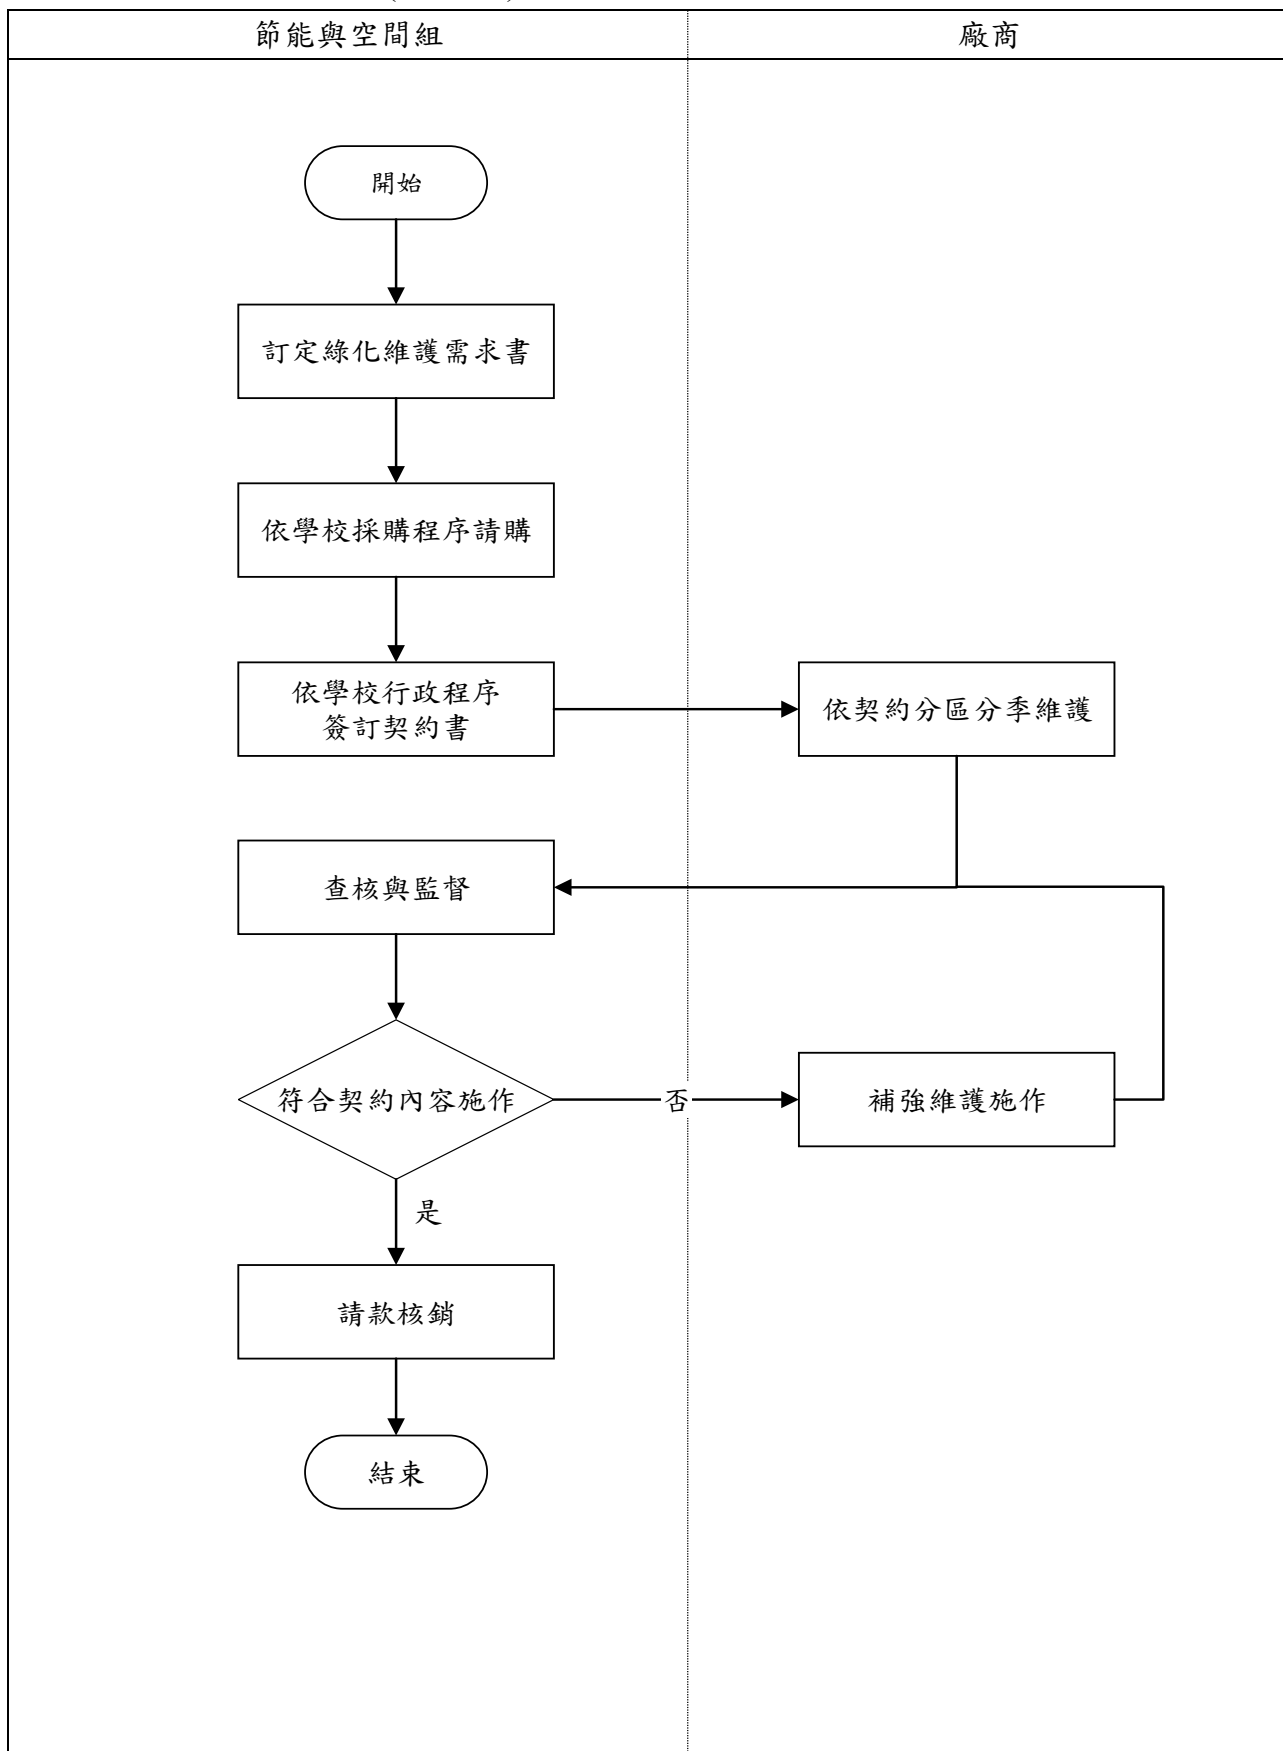 節能與空間組
廠商
開始
訂定綠化維護需求書
依學校採購程序請購
依學校行政程序
簽訂契約書
依契約分區分季維護
查核與監督
符合契約內容施作
否
補強維護施作
是
請款核銷
結束